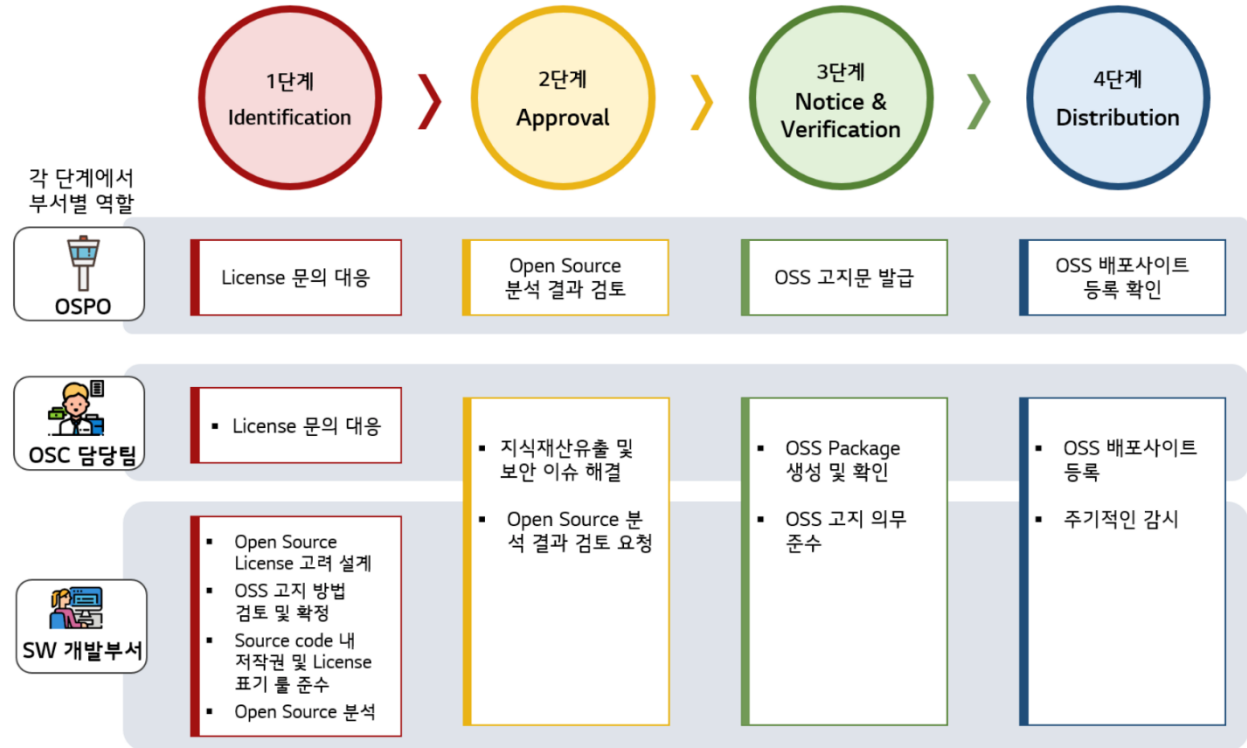 1단계
Identification
2단계
Approval
3단계
Notice &
Verification
4단계
Distribution
각 단계에서
부서별 역할
OSPO
License 문의 대응
Open Source
분석 결과 검토
OSS 고지문 발급
OSS 배포사이트
등록 확인
OSC 담당팀
▪ License 문의 대응
▪ 지식재산유출 및
보안 이슈 해결
▪ Open Source 분
석 결과 검토 요청
▪ OSS Package
생성 및 확인
▪ OSS 고지 의무
준수
▪ OSS 배포사이트
등록
▪ 주기적인 감시
SW 개발부서
▪ Open Source
License 고려 설계
▪ OSS 고지 방법
검토 및 확정
▪ Source code 내
저작권 및 License
표기 룰 준수
▪ Open Source 분석